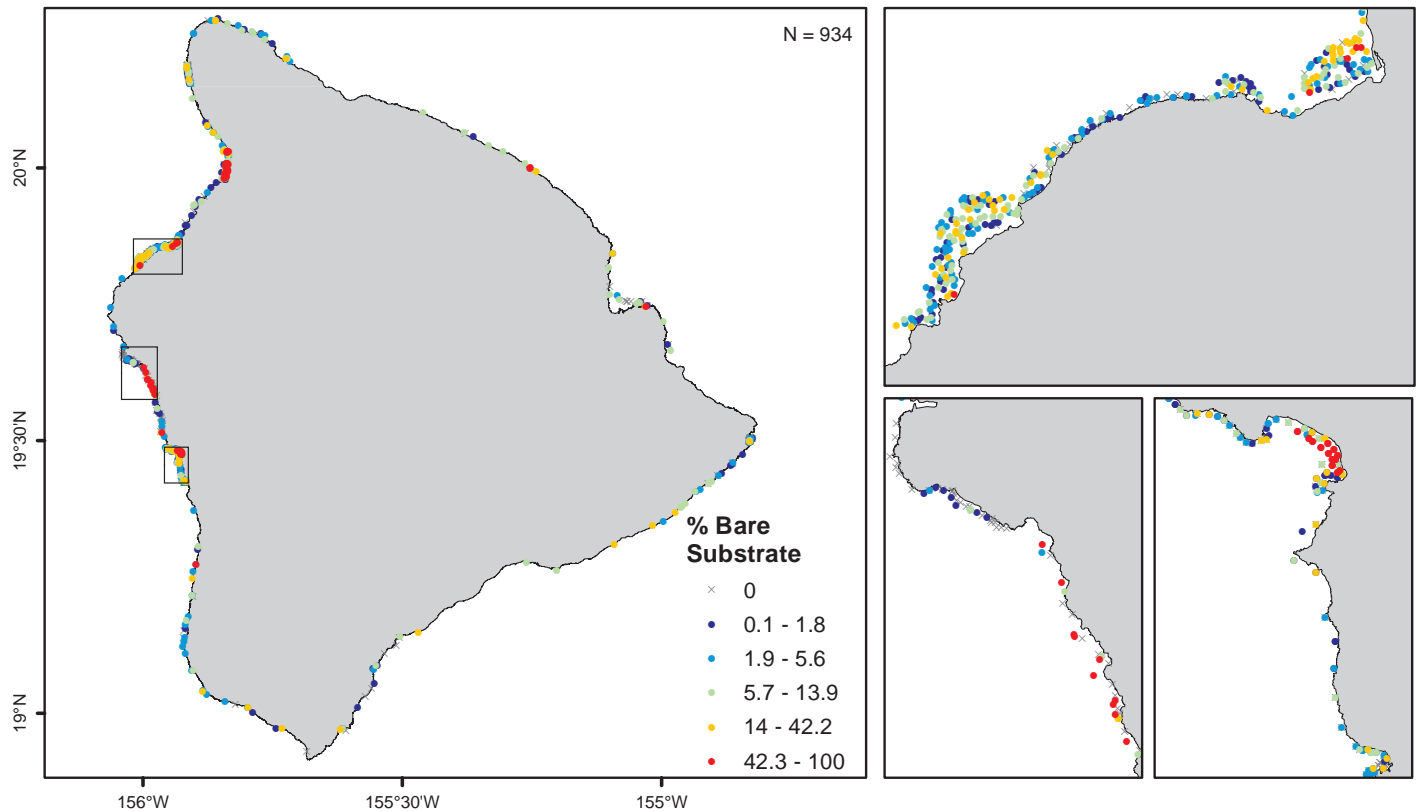 N = 934
20°N
19°30'N
19°N
% Bare
Substrate
0
0.1 - 1.8
1.9 - 5.6
5.7 - 13.9
14 - 42.2
42.3 - 100
156°W
155°30'W
155°W